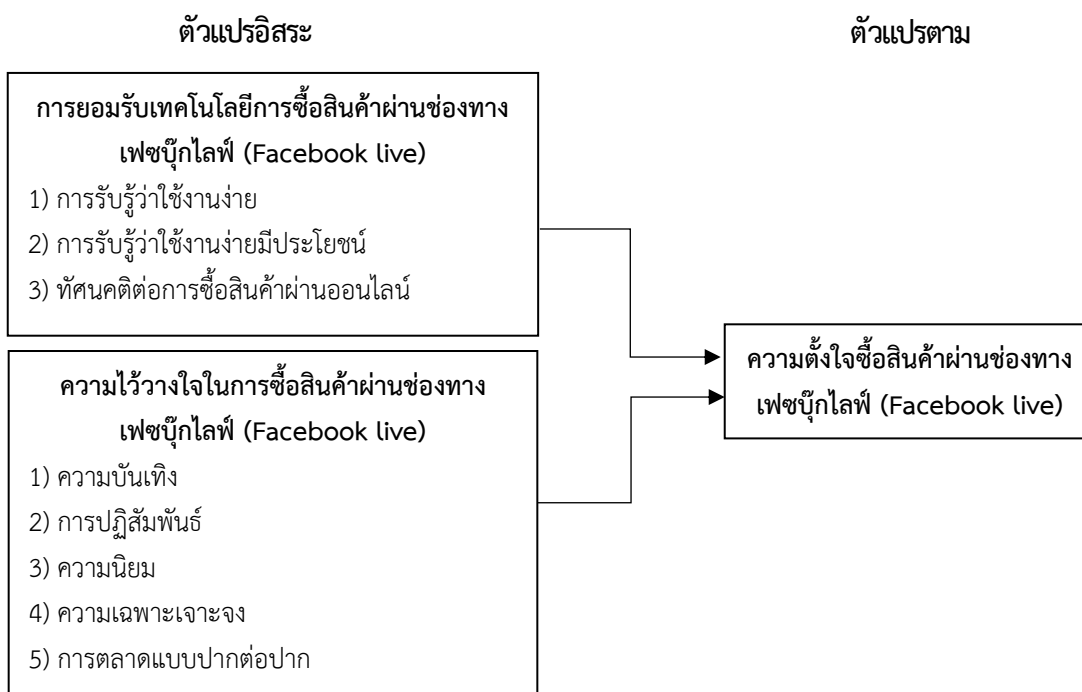 ตัวแปรอิสระ
ตัวแปรตาม
การยอมรับเทคโนโลยีการซื้อสินค้าผ่านช่องทาง
เฟซบุ๊กไลฟ์ (Facebook live)
1) การรับรู้ว่าใช้งานง่าย
2) การรับรู้ว่าใช้งานง่ายมีประโยชน์
3) ทัศนคติต่อการซื้อสินค้าผ่านออนไลน์
ความไว้วางใจในการซื้อสินค้าผ่านช่องทาง
เฟซบุ๊กไลฟ์ (Facebook live)
1) ความบันเทิง
2) การปฏิสัมพันธ์
3) ความนิยม
4) ความเฉพาะเจาะจง
5) การตลาดแบบปากต่อปาก
ความตั้งใจซื้อสินค้าผ่านช่องทาง
เฟซบุ๊กไลฟ์ (Facebook live)